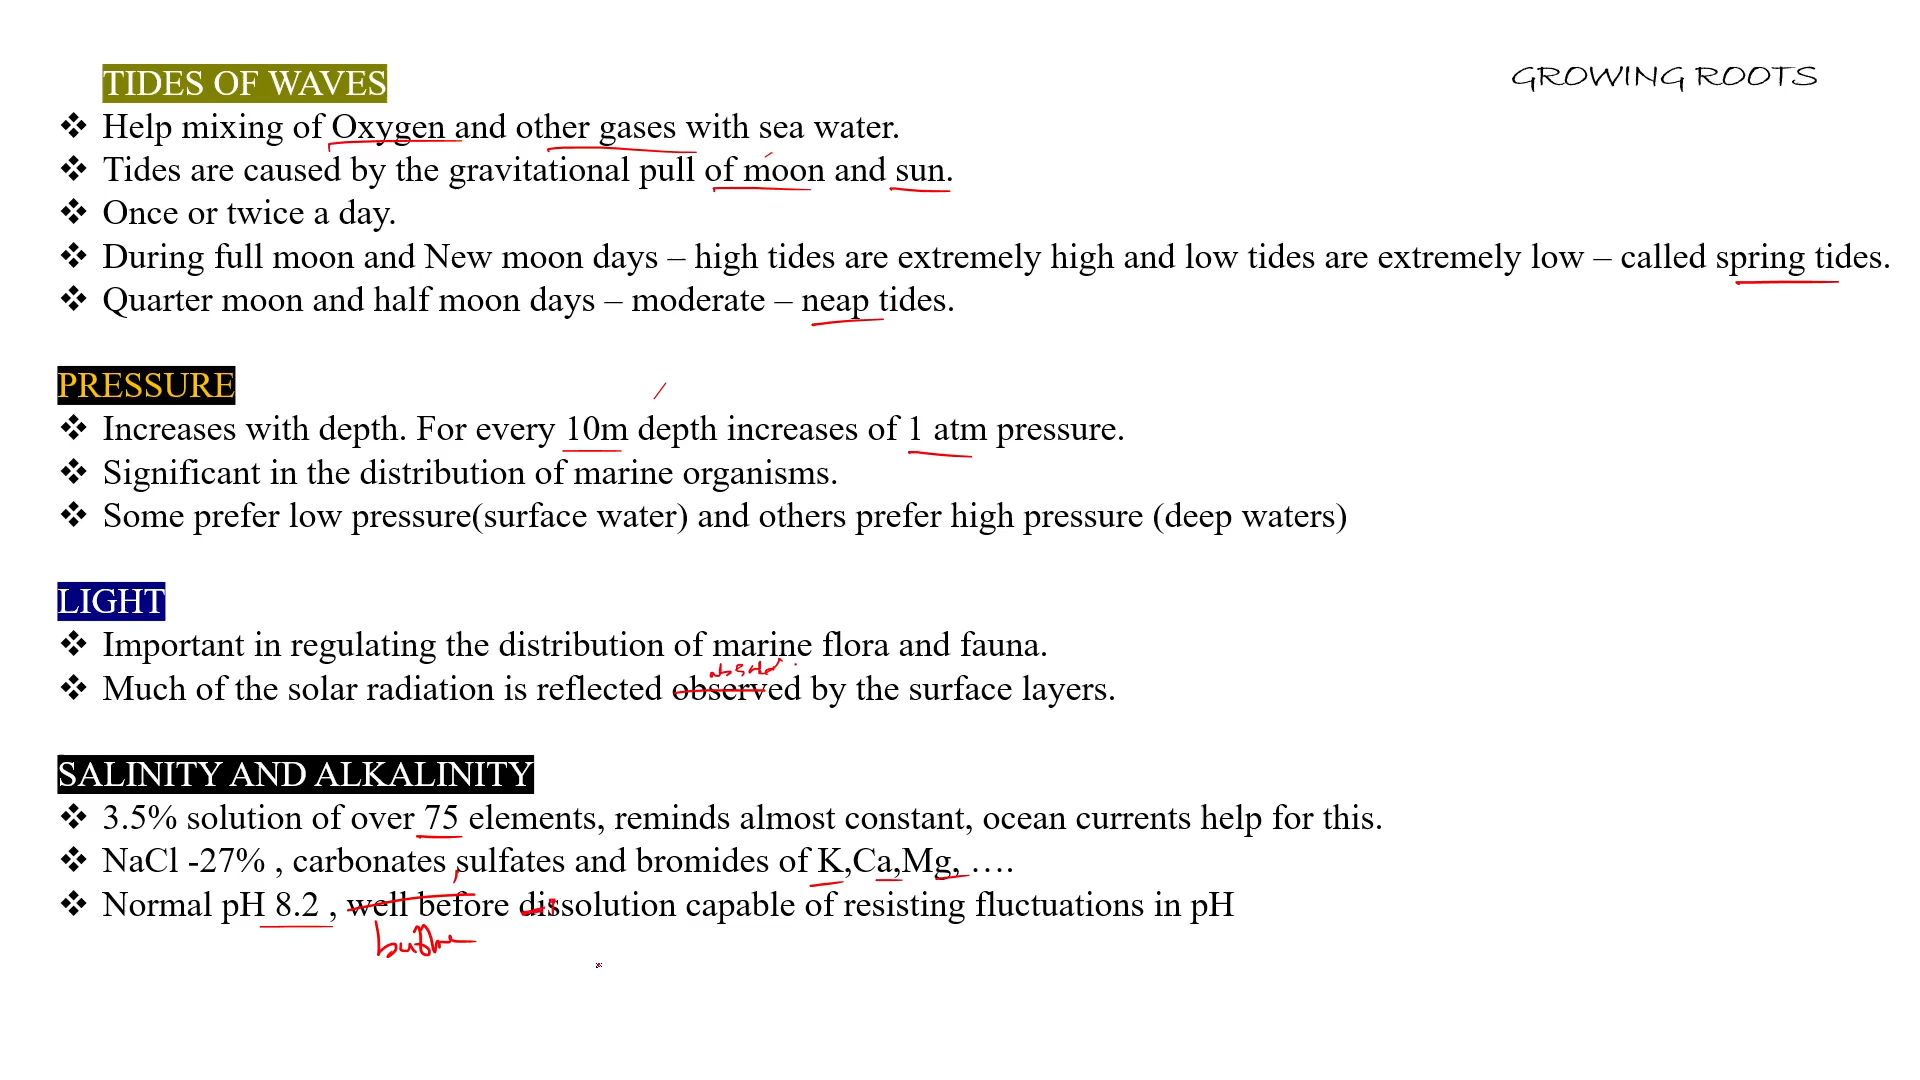 GROWING ROOTS
TIDES OF WAVES
❖ Help mixing of Oxygen and other gases with sea water.
❖ Tides are caused by the gravitational pull of moon and sun.
❖ Once or twice a day.
❖ During full moon and New moon days – high tides are extremely high and low tides are extremely low – called spring tides.
❖ Quarter moon and half moon days – moderate – neap tides.
PRESSURE
❖ Increases with depth. For every 10m depth increases of 1 atm pressure.
❖ Significant in the distribution of marine organisms.
❖ Some prefer low pressure(surface water) and others prefer high pressure (deep waters)
LIGHT
❖ Important in regulating the distribution of marine flora and fauna.
❖ Much of the solar radiation is reflected observed by the surface layers.
SALINITY AND ALKALINITY
❖ 3.5% solution of over 75 elements, reminds almost constant, ocean currents help for this.
❖ NaCl -27% , carbonates sulfates and bromides of K,Ca,Mg, ….
❖ Normal pH 8.2 , well before dissolution capable of resisting fluctuations in pH